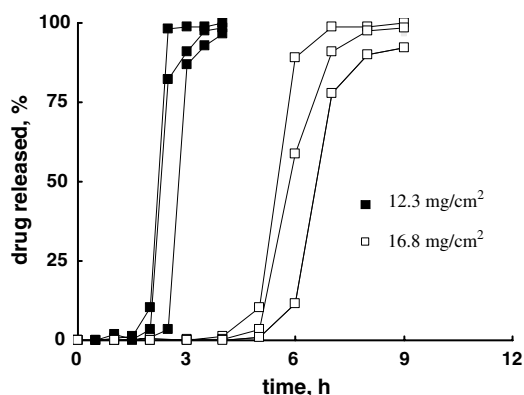 100
75
50
25
0
drug released, %
12.3 mg/cm²
16.8 mg/cm²
0 3 6 9 12
time, h